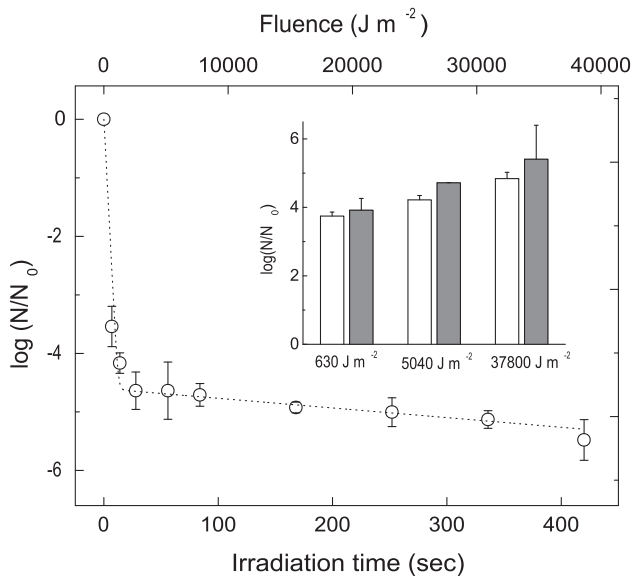 Fluence (J m -2 )
0 10000 20000 30000 40000
0
-2
-4
-6
log (N/N 0 )
6
4
2
0
log(N/N 0 )
630 J m -2 5040 J m -2 37800 J m -2
0 100 200 300 400
Irradiation time (sec)